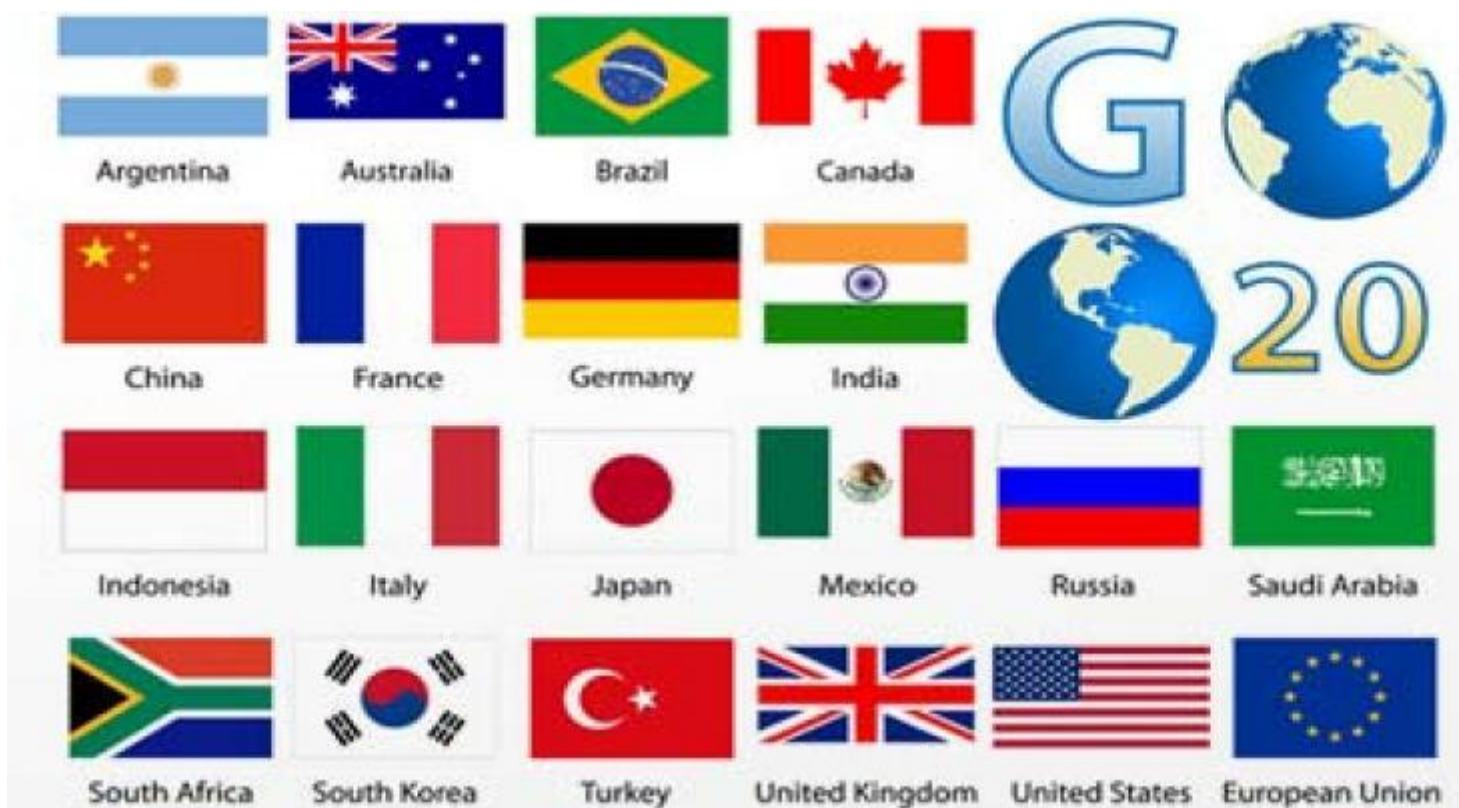 Argentina Australia Brazil Canada G
China France Germany India 20
Indonesia Italy Japan Mexico Russia Saudi Arabia
South Africa South Korea Turkey United Kingdom United States European Union